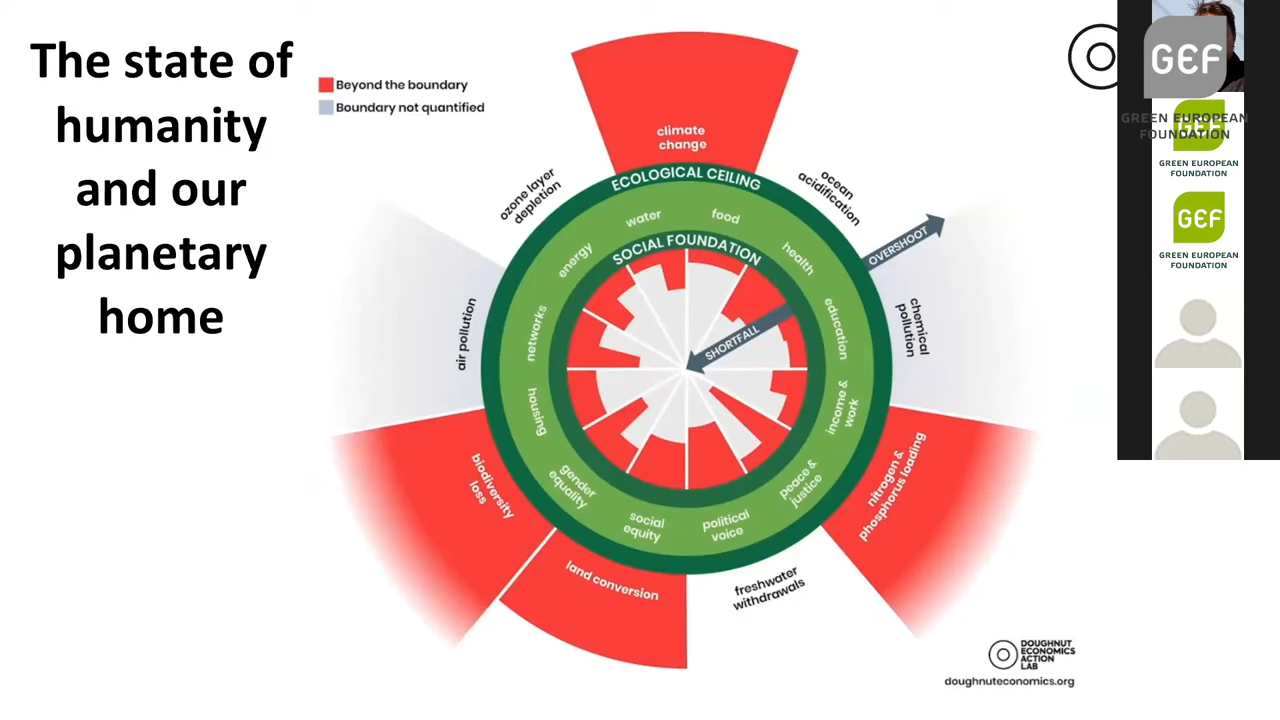 The state of
humanity
and our
planetary
home
Beyond the boundary
Boundary not quantified
climate
change
ozone layer
depletion
ocean
acidification
ECOLOGICAL CEILING
water
food
energy
SOCIAL FOUNDATION
health
OVERSHOOT
networks
education
air pollution
chemical
pollution
SHORTFALL
housing
income &
work
gender
equality
peace &
justice
social
equity
political
voice
biodiversity
loss
nitrogen &
phosphorus loading
land conversion
freshwater
withdrawals
DOUGHNUT
ECONOMICS
ACTION
LAB
doughnuteconomics.org
GEF
GREEN EUROPEAN
FOUNDATION
GEF
GREEN EUROPEAN
FOUNDATION
GEF
GREEN EUROPEAN
FOUNDATION